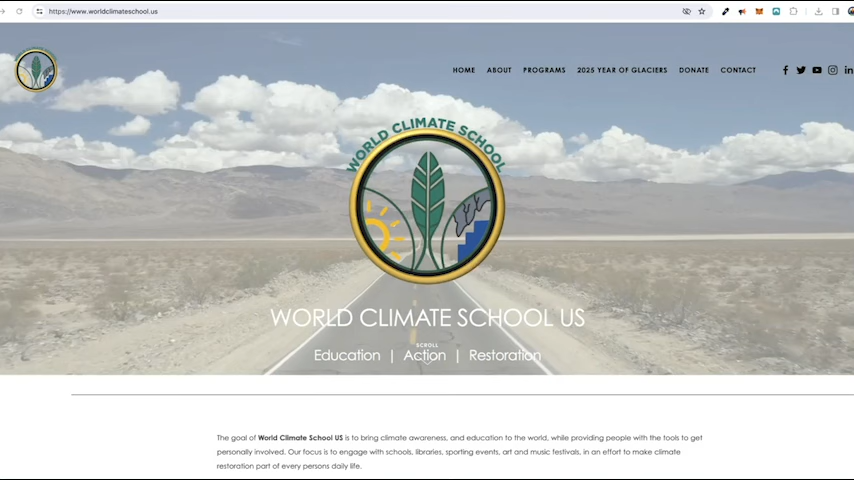 https://www.worldclimateschool.us
HOME ABOUT PROGRAMS 2025 YEAR OF GLACIERS DONATE CONTACT
WORLD CLIMATE SCHOOL
WORLD CLIMATE SCHOOL US
SCROLL
Education | Action | Restoration
The goal of World Climate School US is to bring climate awareness, and education to the world, while providing people with the tools to get
personally involved. Our focus is to engage with schools, libraries, sporting events, art and music festivals, in an effort to make climate
restoration part of every persons daily life.